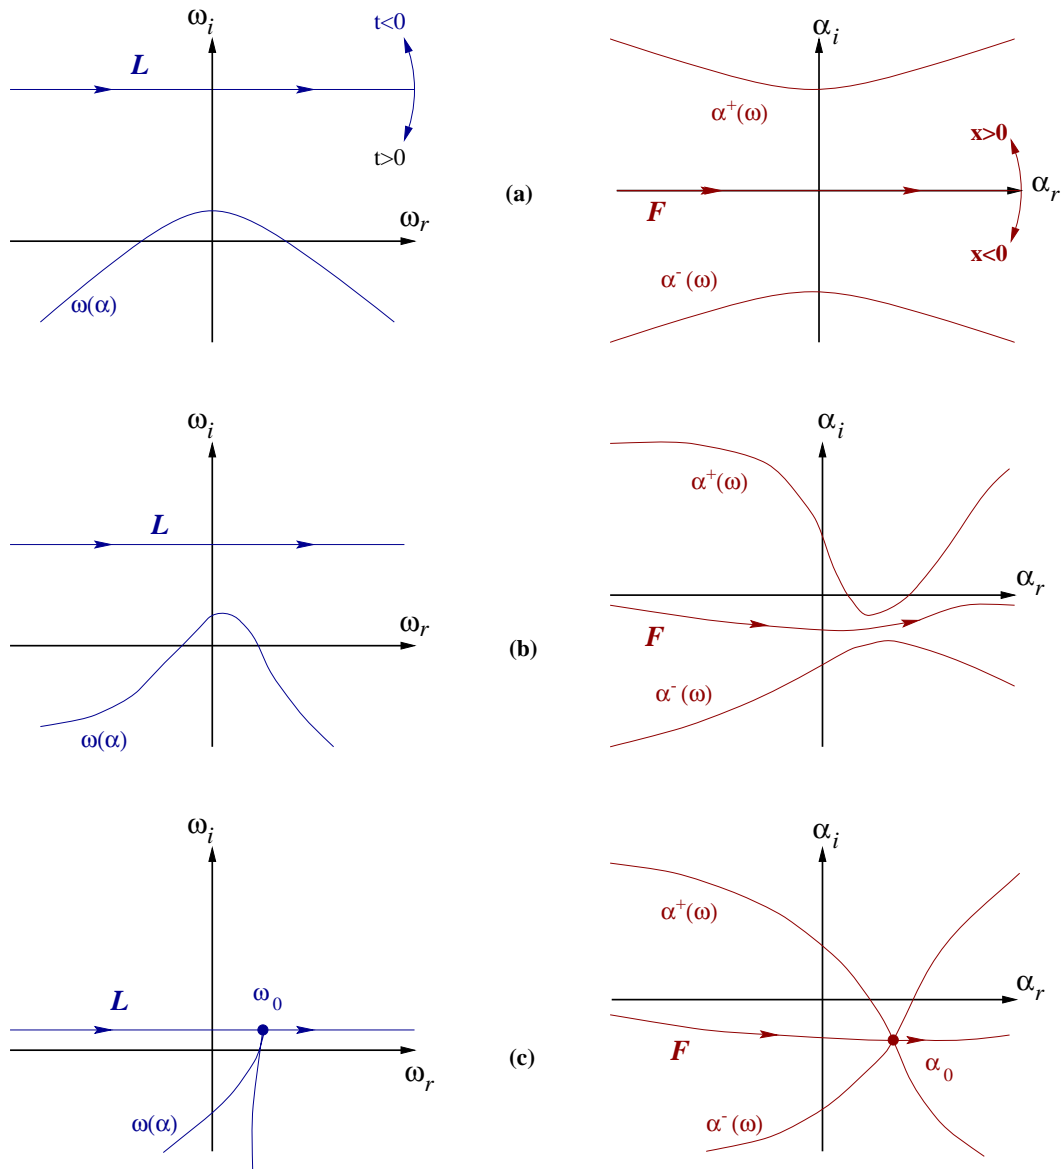 ω_i
t<0
L
t>0
ω_r
ω(α)
(a)
α_i
α⁺(ω)
x>0
α_r
F
x<0
α⁻(ω)
ω_i
L
ω_r
ω(α)
(b)
α_i
α⁺(ω)
α_r
F
α⁻(ω)
ω_i
L
ω_0
ω_r
ω(α)
(c)
α_i
α⁺(ω)
α_r
F
α_0
α⁻(ω)